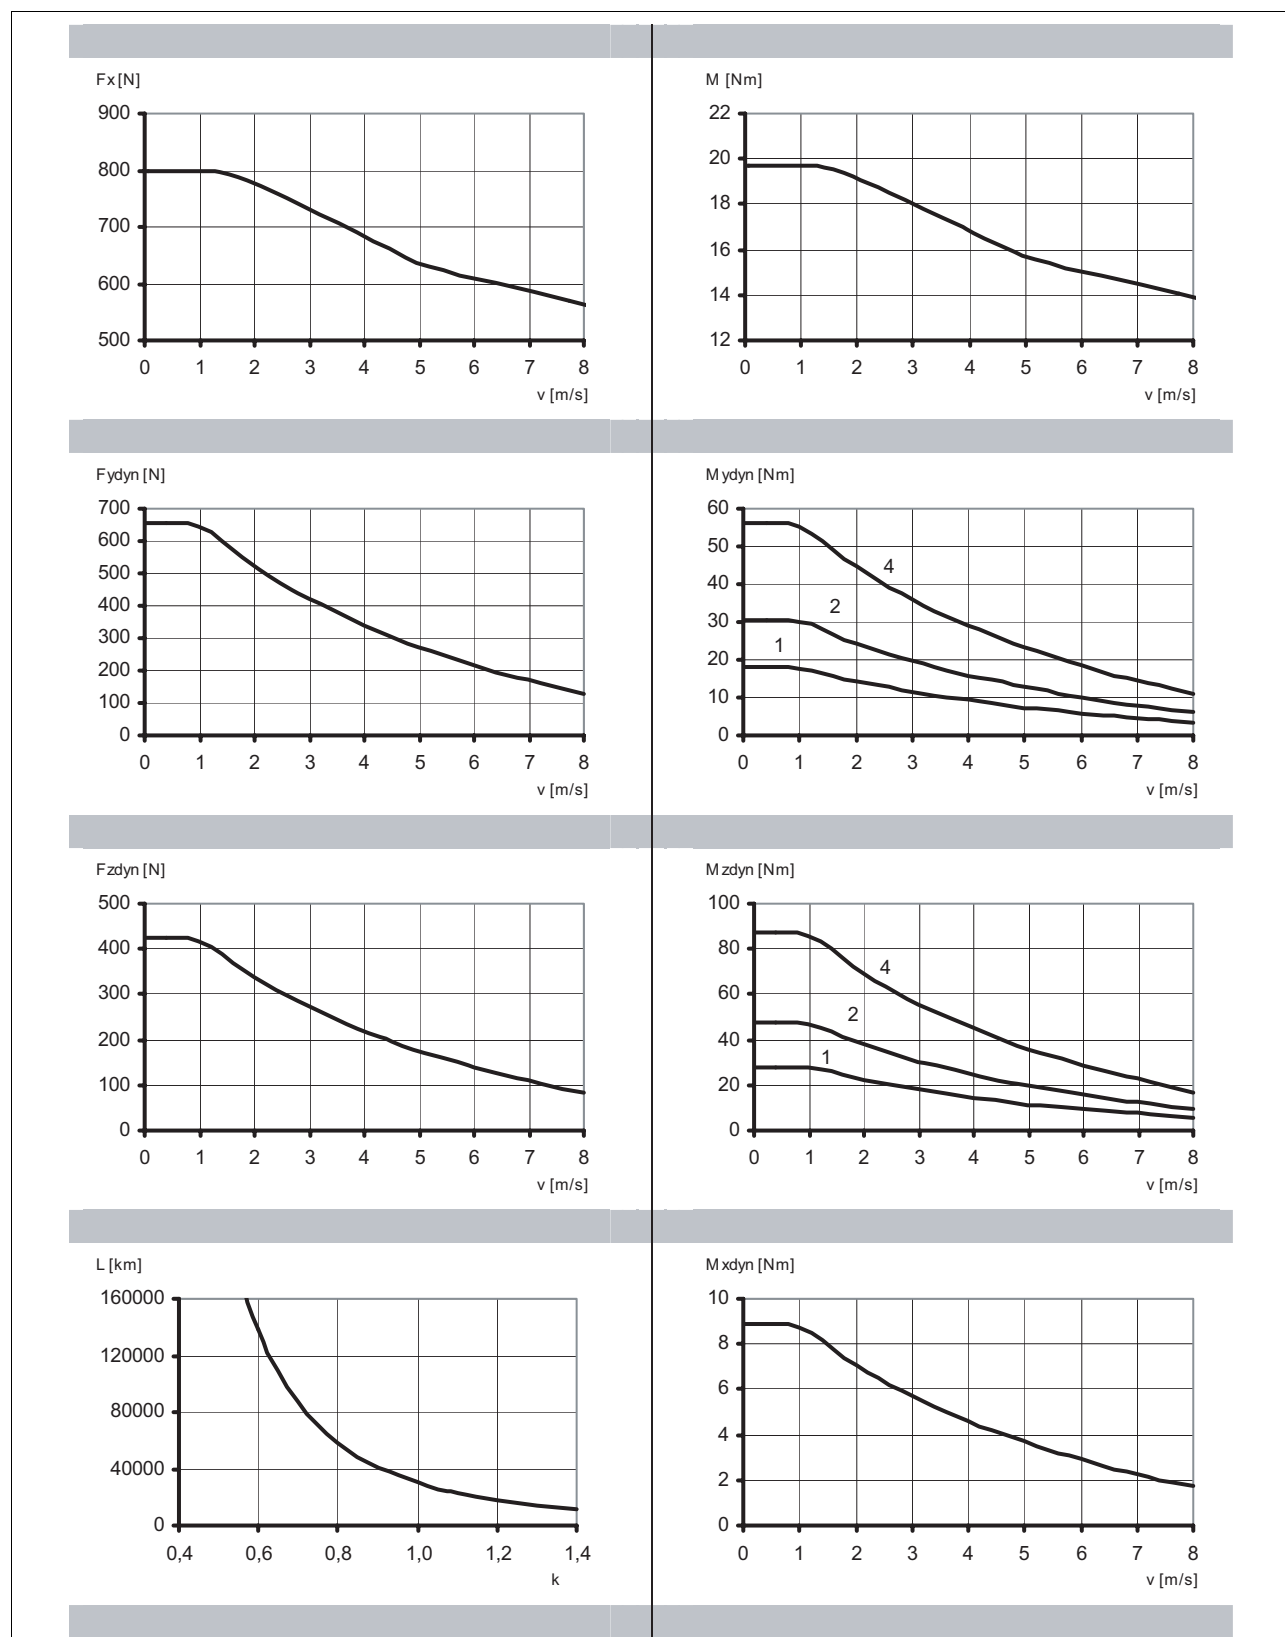 Fx [N]
900
800
700
600
500
0 1 2 3 4 5 6 7 8
v [m/s]
M [Nm]
22
20
18
16
14
12
0 1 2 3 4 5 6 7 8
v [m/s]
Fydyn [N]
700
600
500
400
300
200
100
0
0 1 2 3 4 5 6 7 8
v [m/s]
Mydyn [Nm]
60
50
40
30
20
10
0
4
2
1
0 1 2 3 4 5 6 7 8
v [m/s]
Fzdyn [N]
500
400
300
200
100
0
0 1 2 3 4 5 6 7 8
v [m/s]
Mzdyn [Nm]
100
80
60
40
20
0
4
2
1
0 1 2 3 4 5 6 7 8
v [m/s]
L [km]
160000
120000
80000
40000
0
0,4 0,6 0,8 1,0 1,2 1,4
k
Mxdyn [Nm]
10
8
6
4
2
0
0 1 2 3 4 5 6 7 8
v [m/s]